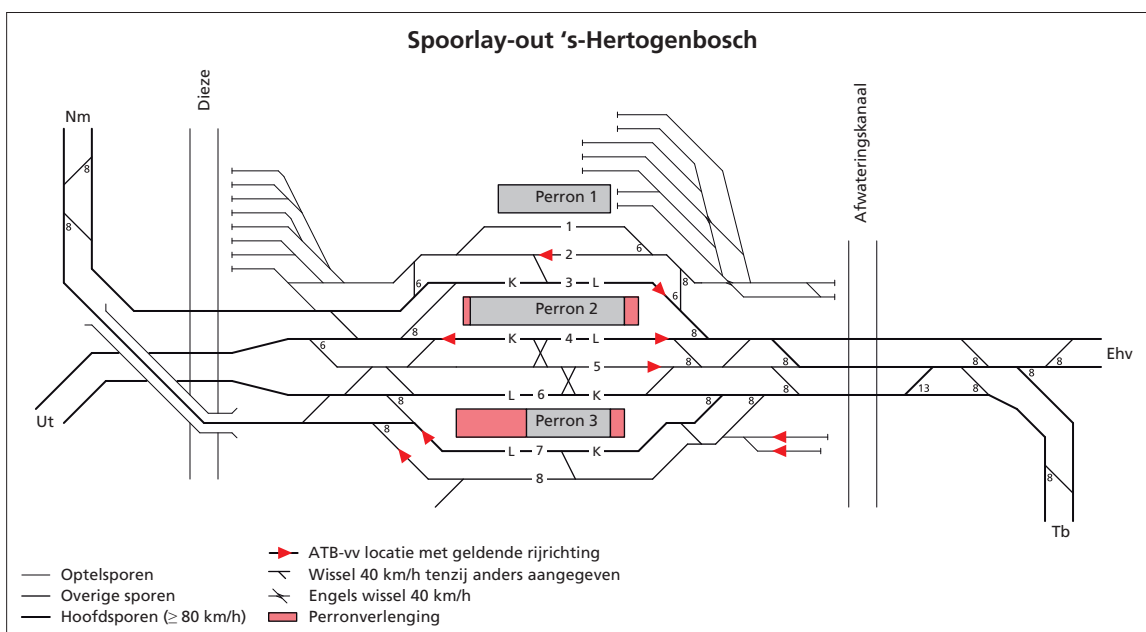 Spoorlay-out 's-Hertogenbosch
Nm
Dieze
Afwateringskanaal
8
8
Perron 1
1
6
2
6
8
K 3 L
6
Perron 2
8
8
6
K 4 L
5
8
8
8
8
Ehv
L 6 K
8
8
13
8
Ut
8
Perron 3
8
8
8
L 7 K
8
8
8
Tb
ATB-vv locatie met geldende rijrichting
Optelsporen
Wissel 40 km/h tenzij anders aangegeven
Overige sporen
Engels wissel 40 km/h
Hoofdsporen (≥ 80 km/h)
Perronverlenging